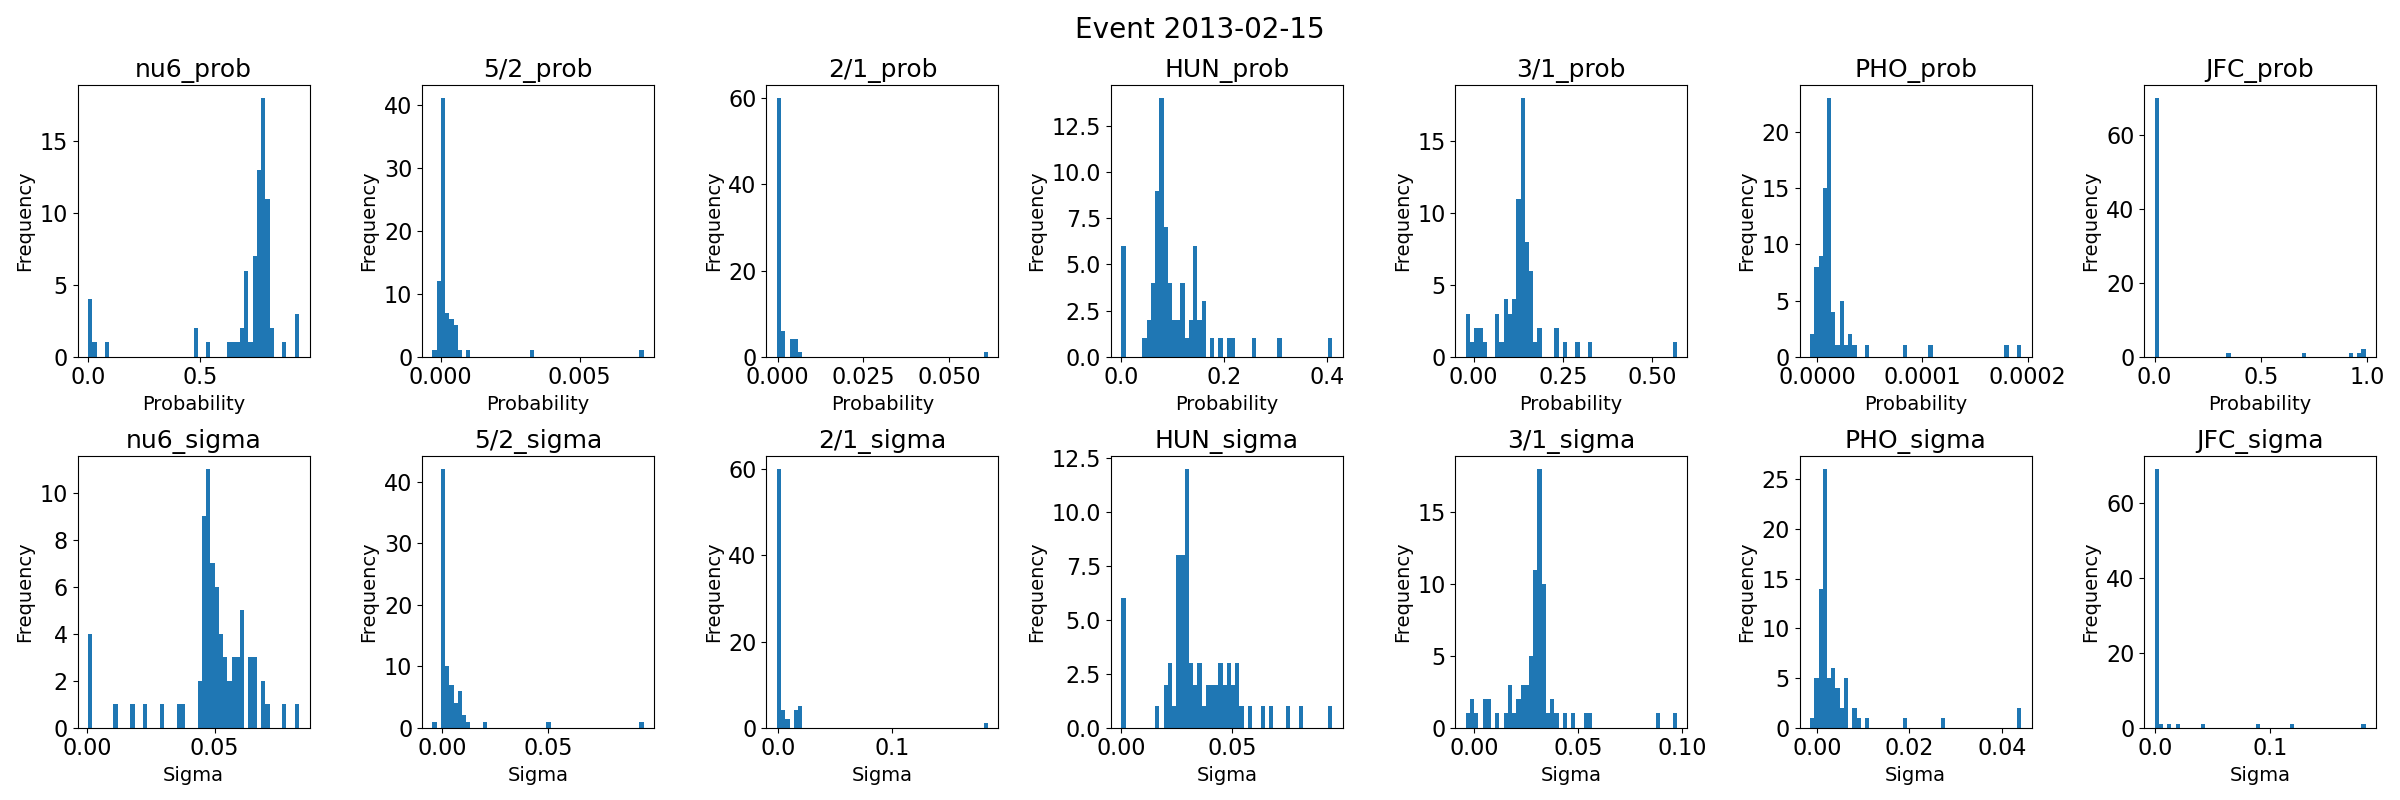 Event 2013-02-15
nu6_prob 5/2_prob 2/1_prob HUN_prob 3/1_prob PHO_prob JFC_prob
Frequency 0 5 10 15
0.0 0.5
Probability
Frequency 0 10 20 30 40
0.000 0.005
Probability
Frequency 0 20 40 60
0.000 0.025 0.050
Probability
Frequency 0.0 2.5 5.0 7.5 10.0 12.5
0.0 0.2 0.4
Probability
Frequency 0 5 10 15
0.00 0.25 0.50
Probability
Frequency 0 5 10 15 20
0.0000 0.0001 0.0002
Probability
Frequency 0 20 40 60
0.0 0.5 1.0
Probability
nu6_sigma 5/2_sigma 2/1_sigma HUN_sigma 3/1_sigma PHO_sigma JFC_sigma
Frequency 0 2 4 6 8 10
0.00 0.05
Sigma
Frequency 0 10 20 30 40
0.00 0.05
Sigma
Frequency 0 20 40 60
0.0 0.1
Sigma
Frequency 0.0 2.5 5.0 7.5 10.0 12.5
0.00 0.05
Sigma
Frequency 0 5 10 15
0.00 0.05 0.10
Sigma
Frequency 0 5 10 15 20 25
0.00 0.02 0.04
Sigma
Frequency 0 20 40 60
0.0 0.1
Sigma